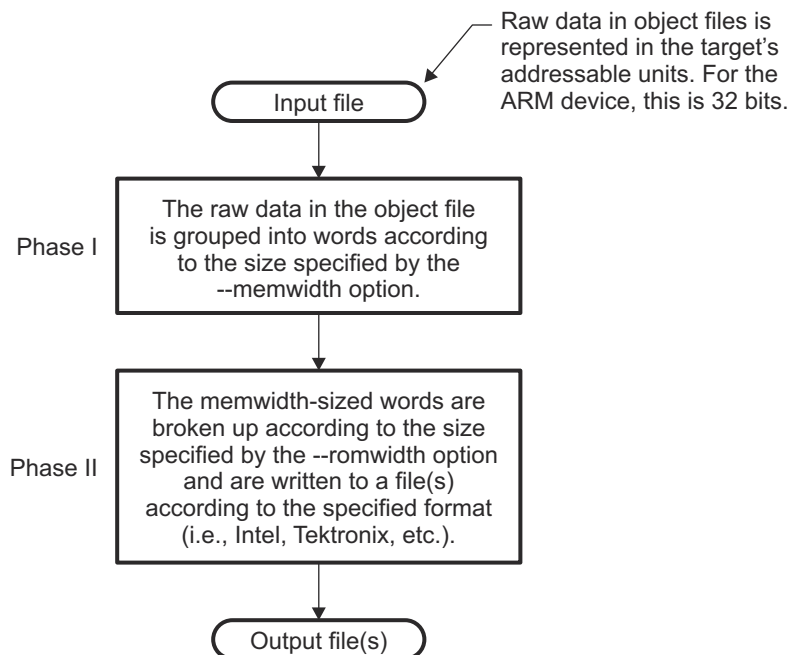 Raw data in object files is
represented in the target's
addressable units. For the
ARM device, this is 32 bits.
Input file
Phase I
The raw data in the object file
is grouped into words according
to the size specified by the
--memwidth option.
Phase II
The memwidth-sized words are
broken up according to the size
specified by the --romwidth option
and are written to a file(s)
according to the specified format
(i.e., Intel, Tektronix, etc.).
Output file(s)